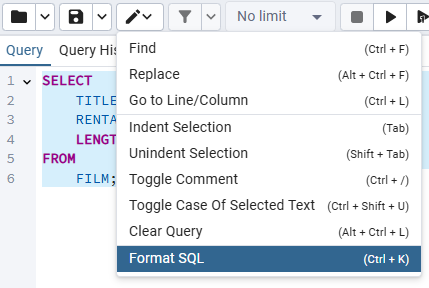 No limit
Query Query His
Find (Ctrl + F)
Replace (Alt + Ctrl + F)
Go to Line/Column (Ctrl + L)
Indent Selection (Tab)
Unindent Selection (Shift + Tab)
Toggle Comment (Ctrl + /)
Toggle Case Of Selected Text (Ctrl + Shift + U)
Clear Query (Alt + Ctrl + L)
Format SQL (Ctrl + K)
1 SELECT
2 TITLE
3 RENTA
4 LENGT
5 FROM
6 FILM;